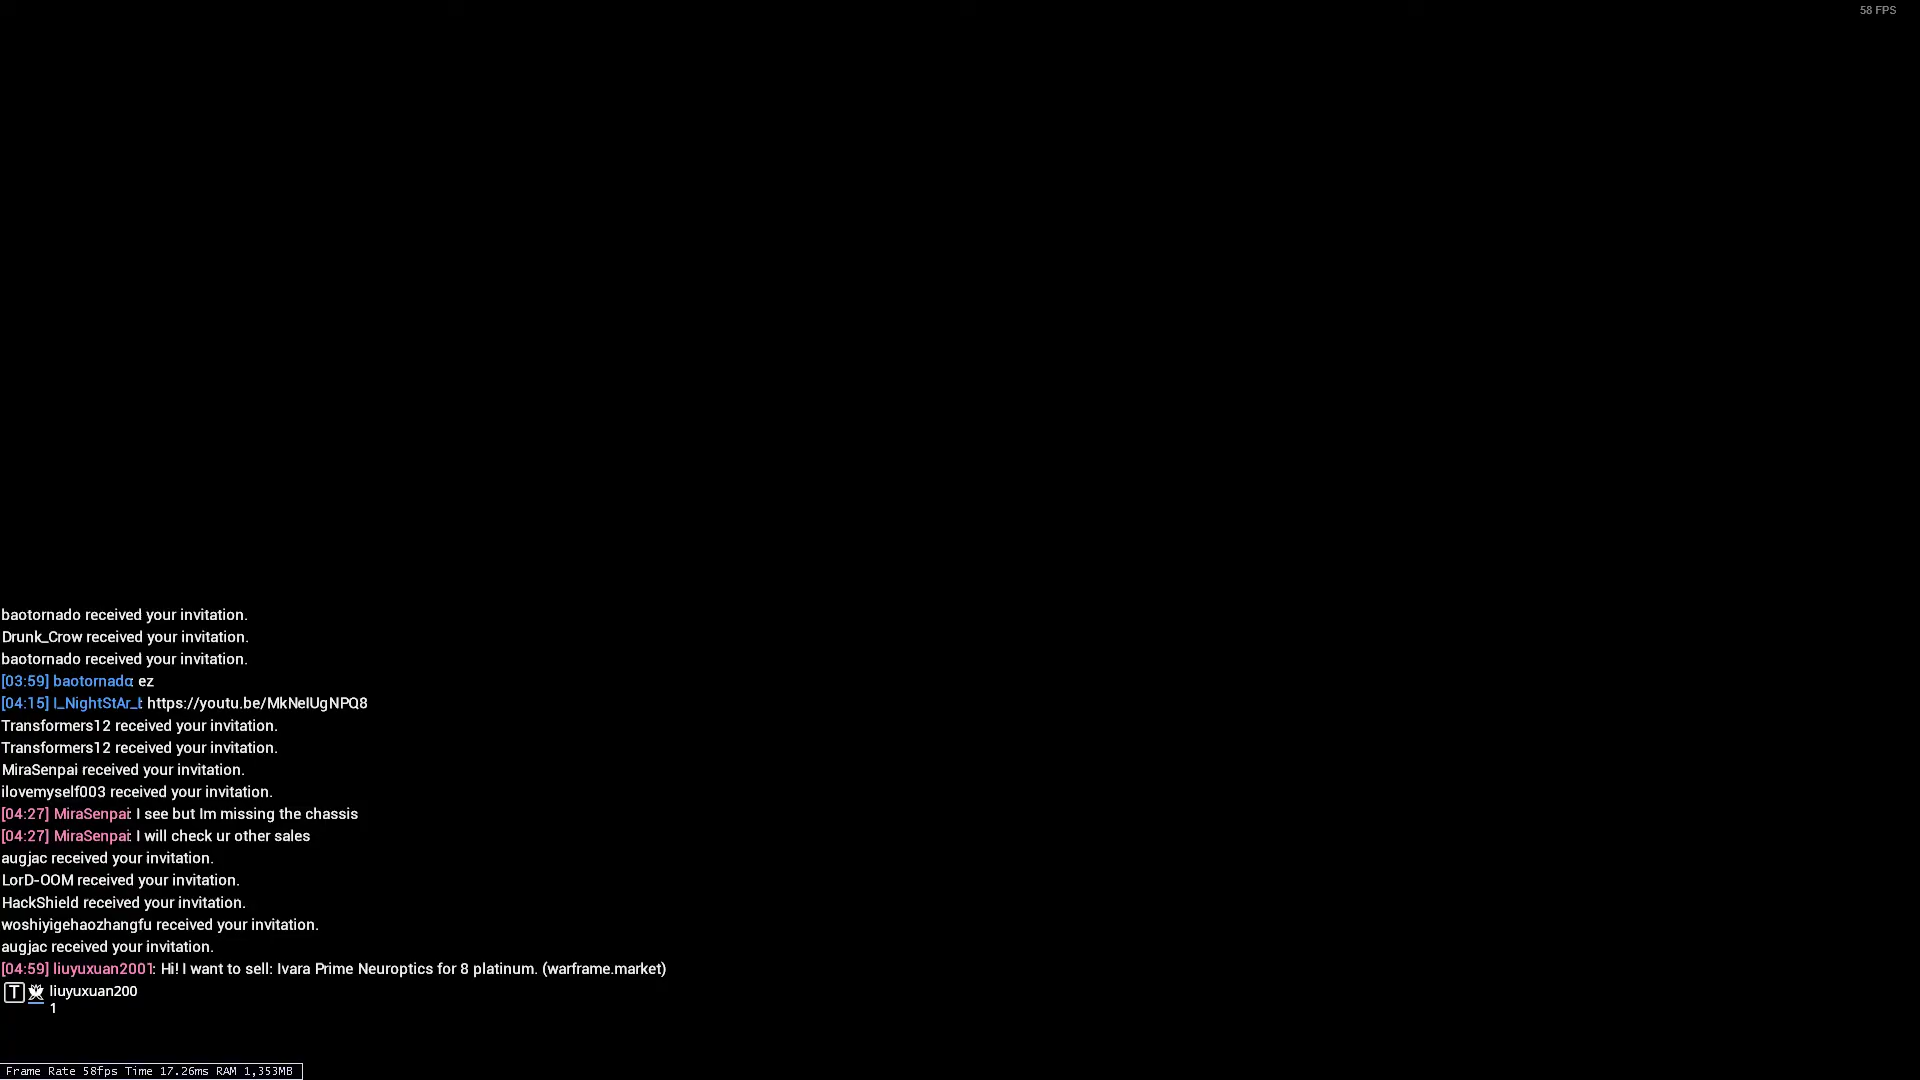 58 FPS
baotornado received your invitation.
Drunk_Crow received your invitation.
baotornado received your invitation.
[03:59] baotornado: ez
[04:15] I_NightStAr_I: https://youtu.be/MkNeIUgNPQ8
Transformers12 received your invitation.
Transformers12 received your invitation.
MiraSenpai received your invitation.
ilovemyself003 received your invitation.
[04:27] MiraSenpai: I see but Im missing the chassis
[04:27] MiraSenpai: I will check ur other sales
augjac received your invitation.
LorD-OOM received your invitation.
HackShield received your invitation.
woshiyigehaozhangfu received your invitation.
augjac received your invitation.
[04:59] liuyuxuan2001: Hi! I want to sell: Ivara Prime Neuroptics for 8 platinum. (warframe.market)
T liuyuxuan200
1
Frame Rate 58fps Time 17.26ms RAM 1,353MB